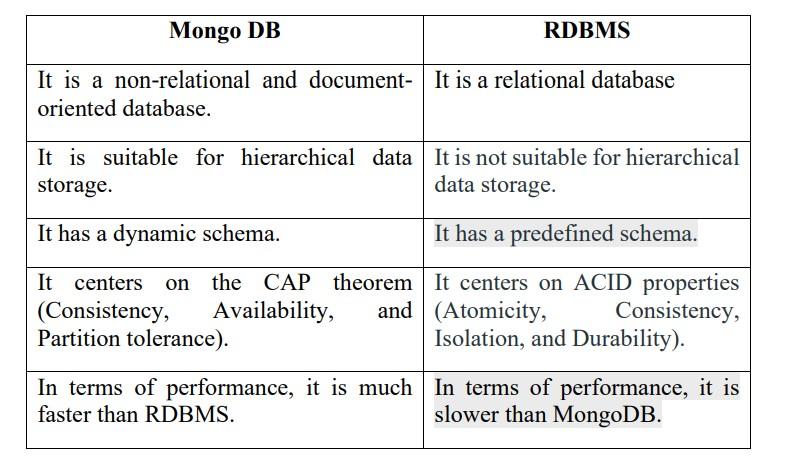 Mongo DB
RDBMS
It is a non-relational and document-
oriented database.
It is a relational database
It is suitable for hierarchical data
storage.
It is not suitable for hierarchical
data storage.
It has a dynamic schema.
It has a predefined schema.
It centers on the CAP theorem
(Consistency, Availability, and
Partition tolerance).
It centers on ACID properties
(Atomicity, Consistency,
Isolation, and Durability).
In terms of performance, it is much
faster than RDBMS.
In terms of performance, it is
slower than MongoDB.